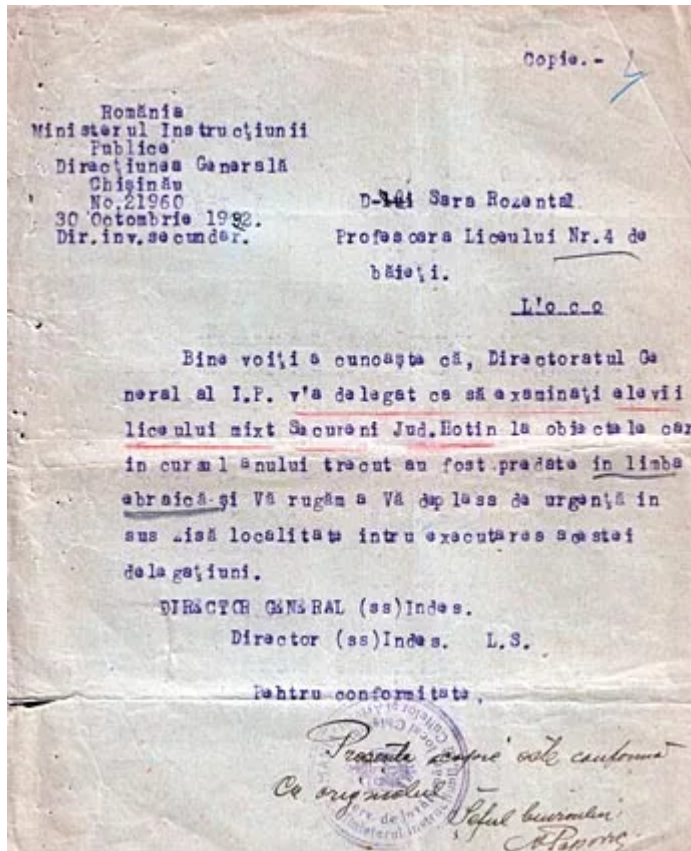 Copie.-
România
Ministerul Instrucţiunii
Publice
Direcţiunea Generală
Chişinău
No.21960
30 Octombrie 1922.
Dir.inv.secundar.
Sara Rozental
Profesoara Liceului Nr.4 de
băieţi.
L'o c o
Bine voiţi a cunoaşte că, Directoratul Ge
neral al I.P. v'a delegat ca să examinaţi elevii
liceului mixt Secureni Jud.Hotin la obiectele car
in cursul anului trecut au fost predate in limba
ebraică şi Vă rugăm a Vă deplasa de urgenţă in
sus zisă localitate intru executarea acestei
delegaţiuni.
DIRECTOR GENERAL (ss)Indes.
Director (ss)Indes. L.S.
Pentru conformitate,
Prezenta copie este conformă
Cu originalul
Şeful biuroului